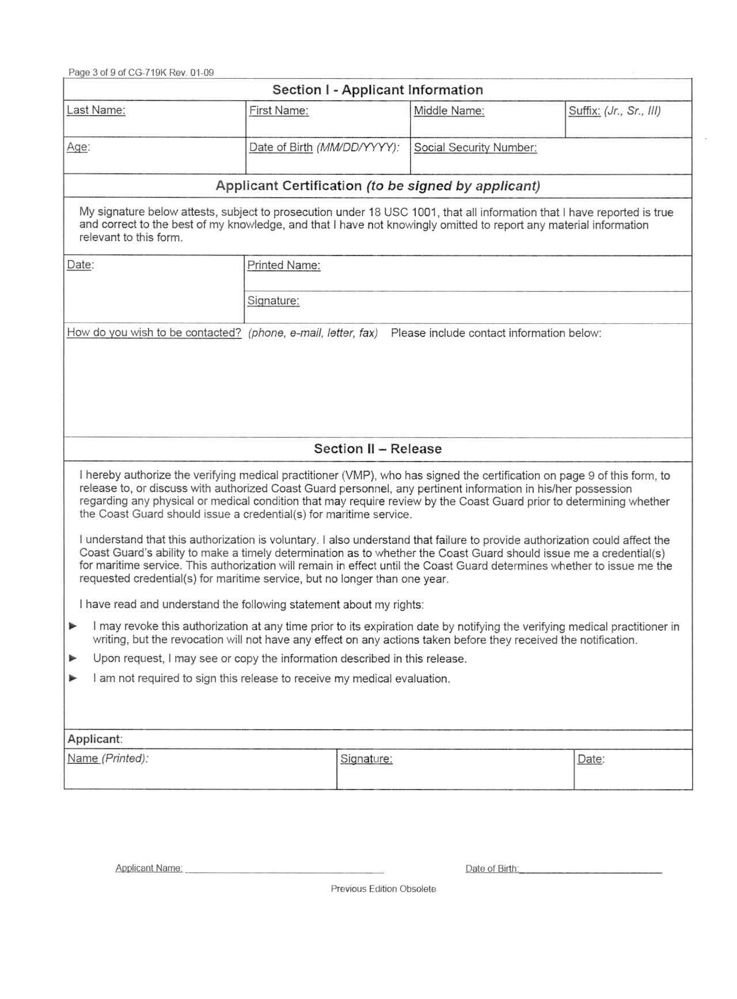 Page 3 of 9 of CG-719K Rev. 01-09
Section I - Applicant Information
Last Name:
First Name:
Middle Name:
Suffix: (Jr., Sr., III)
Age:
Date of Birth (MM/DD/YYYY):
Social Security Number:
Applicant Certification (to be signed by applicant)
My signature below attests, subject to prosecution under 18 USC 1001, that all information that I have reported is true
and correct to the best of my knowledge, and that I have not knowingly omitted to report any material information
relevant to this form.
Date:
Printed Name:
Signature:
How do you wish to be contacted? (phone, e-mail, letter, fax) Please include contact information below:
Section II – Release
I hereby authorize the verifying medical practitioner (VMP), who has signed the certification on page 9 of this form, to
release to, or discuss with authorized Coast Guard personnel, any pertinent information in his/her possession
regarding any physical or medical condition that may require review by the Coast Guard prior to determining whether
the Coast Guard should issue a credential(s) for maritime service.
I understand that this authorization is voluntary. I also understand that failure to provide authorization could affect the
Coast Guard's ability to make a timely determination as to whether the Coast Guard should issue me a credential(s)
for maritime service. This authorization will remain in effect until the Coast Guard determines whether to issue me the
requested credential(s) for maritime service, but no longer than one year.
I have read and understand the following statement about my rights:
► I may revoke this authorization at any time prior to its expiration date by notifying the verifying medical practitioner in
writing, but the revocation will not have any effect on any actions taken before they received the notification.
► Upon request, I may see or copy the information described in this release.
► I am not required to sign this release to receive my medical evaluation.
Applicant:
Name (Printed):
Signature:
Date:
Applicant Name:
Date of Birth:
Previous Edition Obsolete